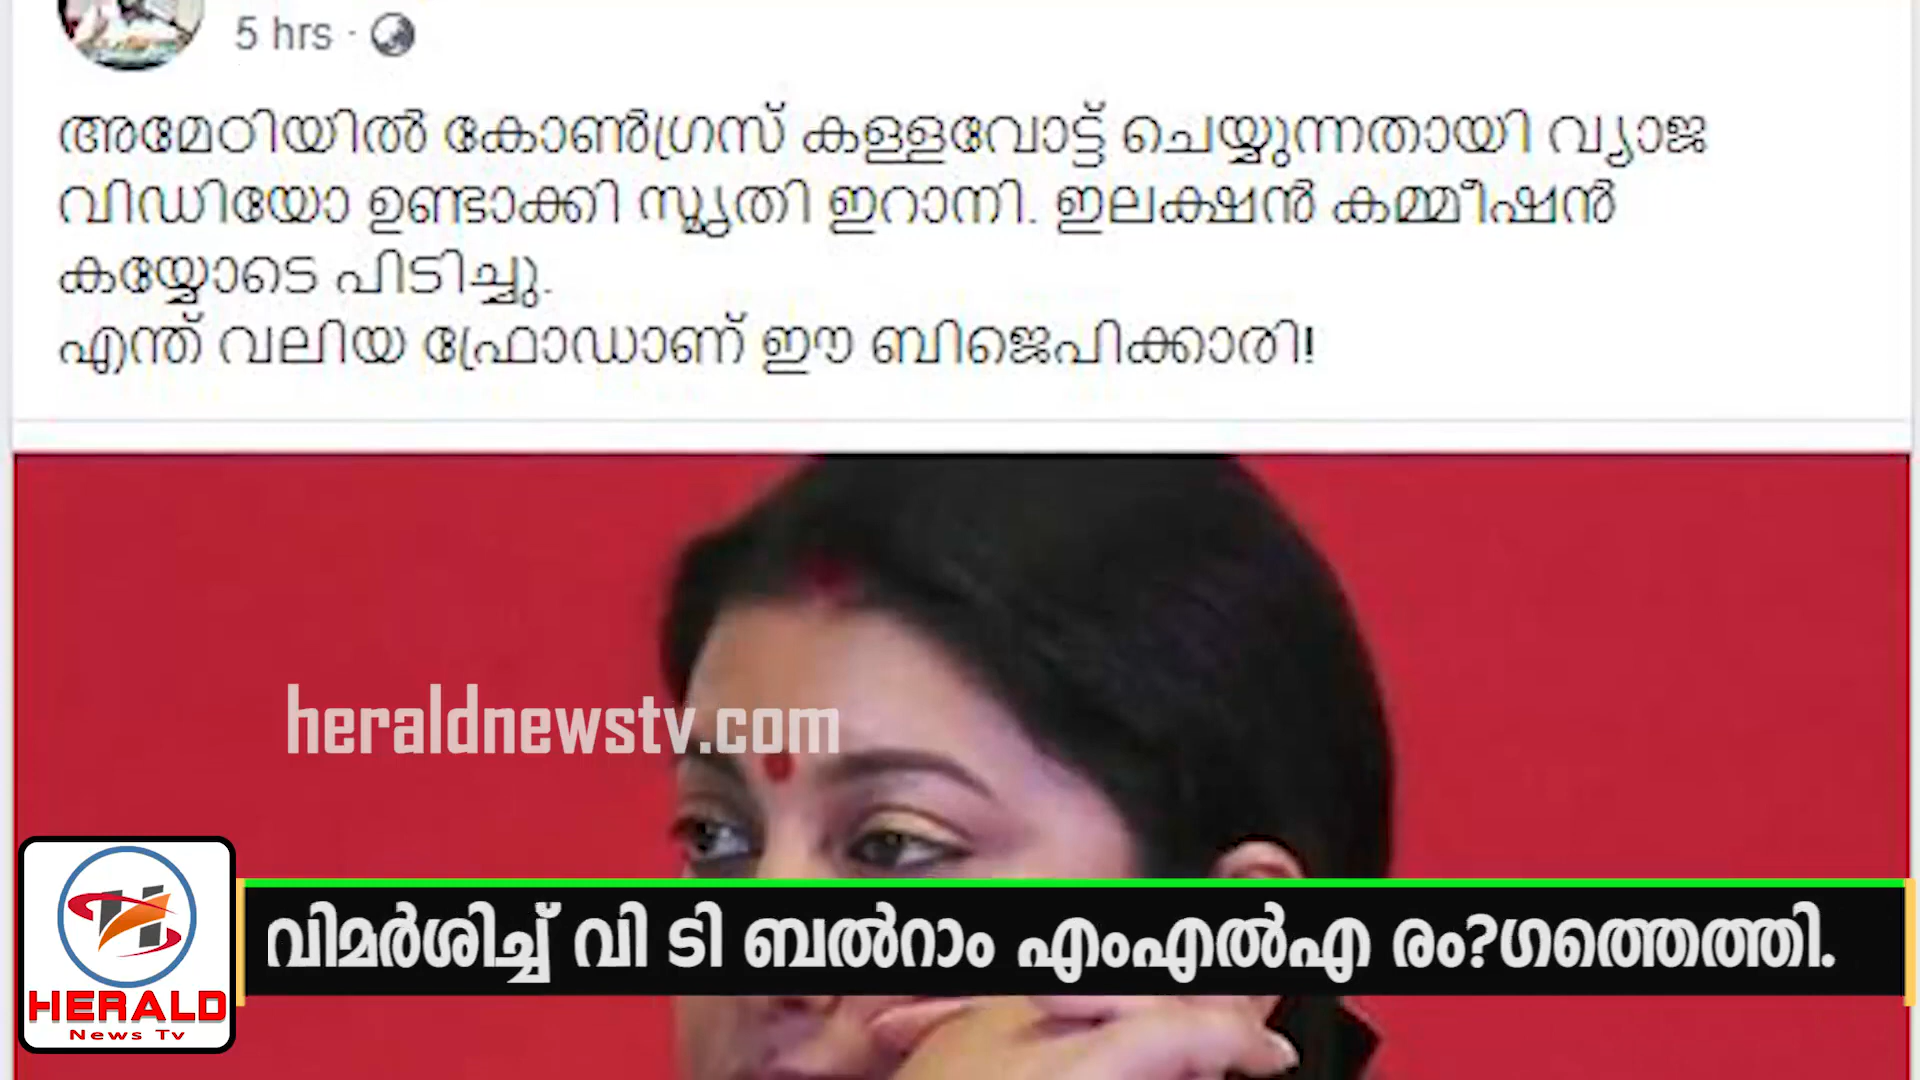 5 hrs ·
അമേഠിയിൽ കോൺഗ്രസ് കള്ളവോട്ട് ചെയ്യുന്നതായി വ്യാജ
വിഡിയോ ഉണ്ടാക്കി സ്മൃതി ഇറാനി. ഇലക്ഷൻ കമ്മീഷൻ
കയ്യോടെ പിടിച്ചു.
എന്ത് വലിയ ഫ്രോഡാണ് ഈ ബിജെപിക്കാരി!
heraldnewstv.com
വിമർശിച്ച് വി ടി ബൽറാം എംഎൽഎ രം?ഗത്തെത്തി.
HERALD
News Tv